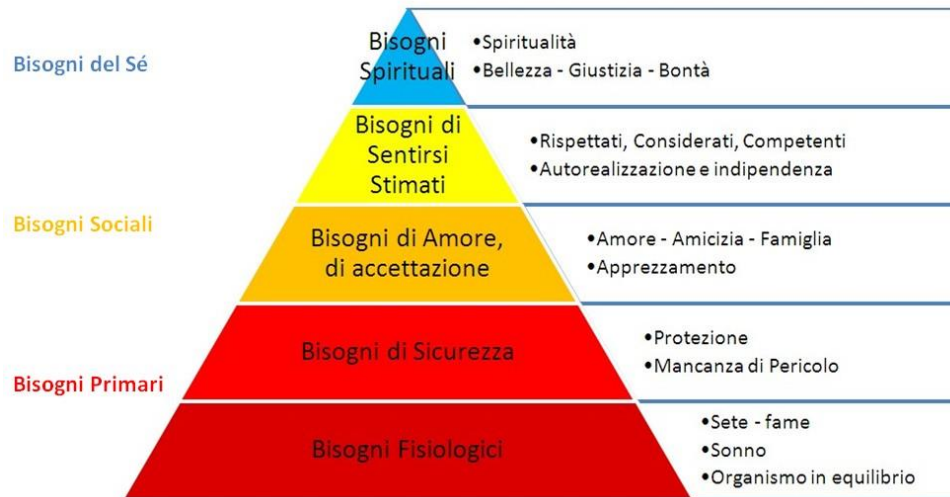 Bisogni del Sé
Bisogni
Spirituali
•Spiritualità
•Bellezza - Giustizia - Bontà
Bisogni di
Sentirsi
Stimati
•Rispettati, Considerati, Competenti
•Autorealizzazione e indipendenza
Bisogni Sociali
Bisogni di Amore,
di accettazione
•Amore - Amicizia - Famiglia
•Apprezzamento
Bisogni Primari
Bisogni di Sicurezza
•Protezione
•Mancanza di Pericolo
Bisogni Fisiologici
•Sete - fame
•Sonno
•Organismo in equilibrio